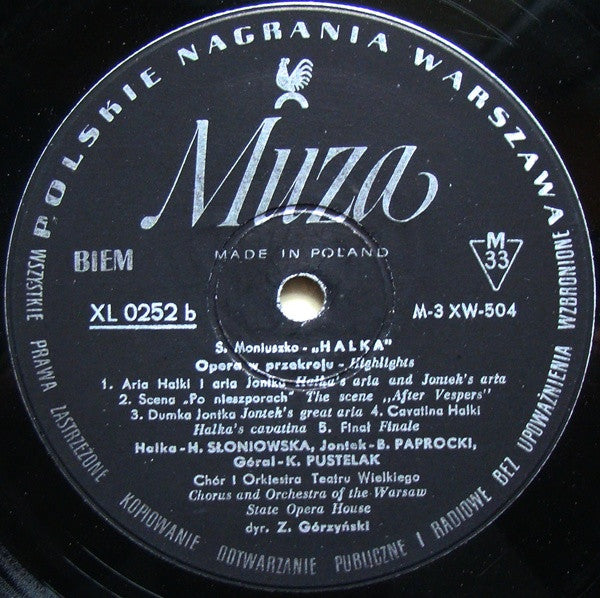 POLSKIE NAGRANIA WARSZAWA
Muza
MADE IN POLAND
BIEM
M
33
XL 0252 b
M-3 XW-504
S. Moniuszko - „HALKA"
Opera w przekroju - Highlights
1. Aria Halki i aria Jontka Halka's aria and Jontek's aria
2. Scena „Po nieszporach" The scene „After Vespers"
3. Dumka Jontka Jontek's great aria 4. Cavatina Halki
Halka's cavatina 5. Finał Finale
Halka-H. SŁONIOWSKA, Jontek-B. PAPROCKI,
Góral-K. PUSTELAK
Chór i Orkiestra Teatru Wielkiego
Chorus and Orchestra of the Warsaw
State Opera House
dyr. Z. Górzyński
WSZYSTKIE PRAWA ZASTRZEŻONE KOPIOWANIE ODTWARZANIE PUBLICZNE I RADIOWE BEZ UPOWAŻNIENIA WZBRONIONE